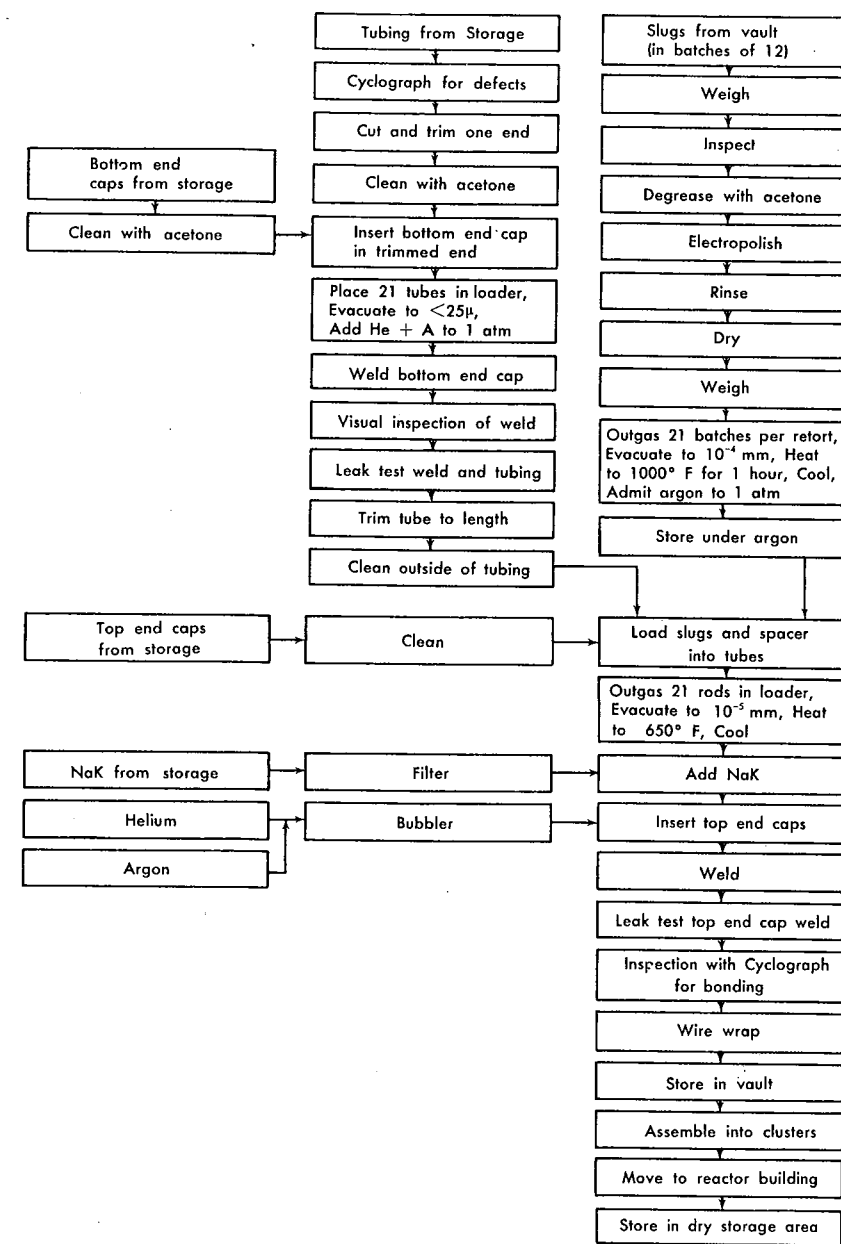 Tubing from Storage
Cyclograph for defects
Cut and trim one end
Clean with acetone
Bottom end
caps from storage
Clean with acetone
Insert bottom end cap
in trimmed end
Place 21 tubes in loader,
Evacuate to <25μ,
Add He + A to 1 atm
Weld bottom end cap
Visual inspection of weld
Leak test weld and tubing
Trim tube to length
Clean outside of tubing
Slugs from vault
(in batches of 12)
Weigh
Inspect
Degrease with acetone
Electropolish
Rinse
Dry
Weigh
Outgas 21 batches per retort,
Evacuate to 10⁻⁴ mm, Heat
to 1000° F for 1 hour, Cool,
Admit argon to 1 atm
Store under argon
Top end caps
from storage
Clean
Load slugs and spacer
into tubes
Outgas 21 rods in loader,
Evacuate to 10⁻⁵ mm, Heat
to 650° F, Cool
NaK from storage
Filter
Add NaK
Helium
Bubbler
Insert top end caps
Argon
Weld
Leak test top end cap weld
Inspection with Cyclograph
for bonding
Wire wrap
Store in vault
Assemble into clusters
Move to reactor building
Store in dry storage area